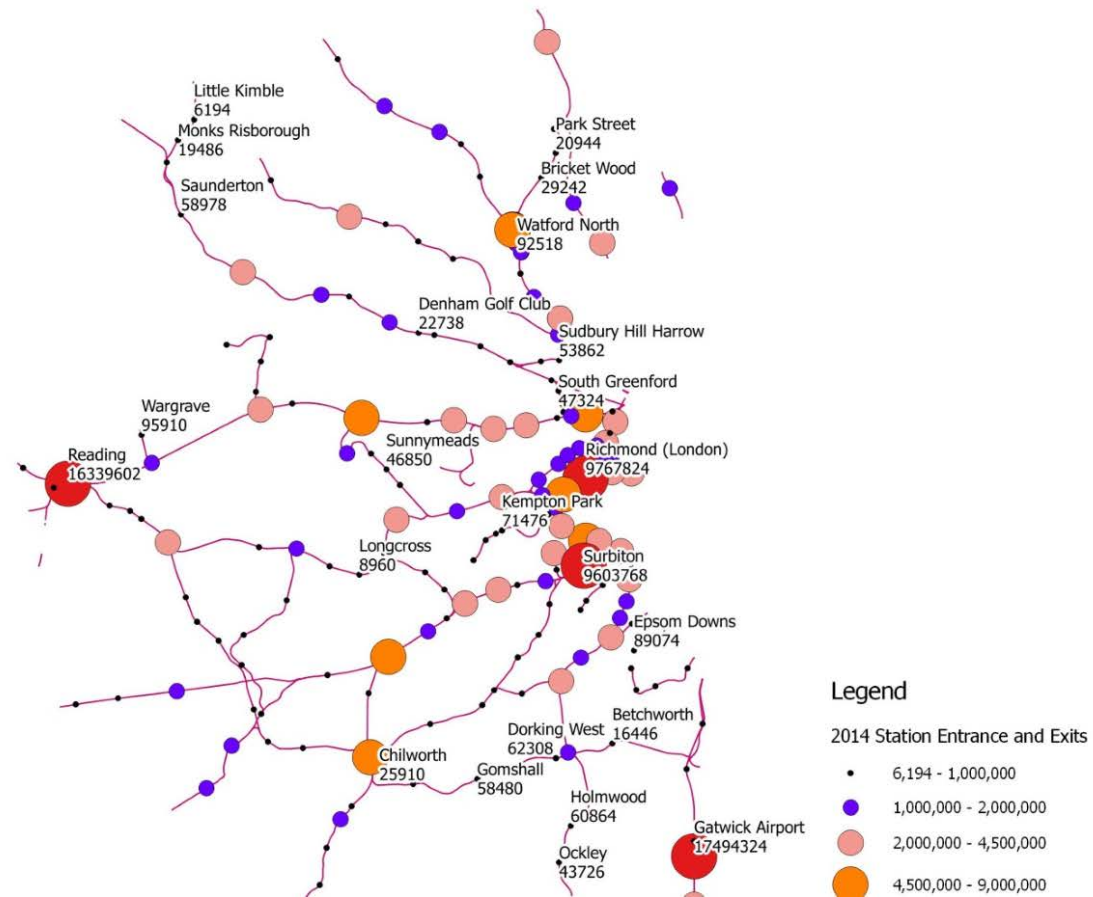 Little Kimble
6194
Monks Risborough
19486
Saunderton
58978
Park Street
20944
Bricket Wood
29242
Watford North
92518
Denham Golf Club
22738
Sudbury Hill Harrow
53862
South Greenford
47324
Wargrave
95910
Sunnymeads
46850
Richmond (London)
9767824
Reading
16339602
Kempton Park
71476
Longcross
8960
Surbiton
9603768
Epsom Downs
89074
Dorking West
62308
Betchworth
16446
Chilworth
25910
Gomshall
58480
Holmwood
60864
Gatwick Airport
17494324
Ockley
43726
Legend
2014 Station Entrance and Exits
6,194 - 1,000,000
1,000,000 - 2,000,000
2,000,000 - 4,500,000
4,500,000 - 9,000,000